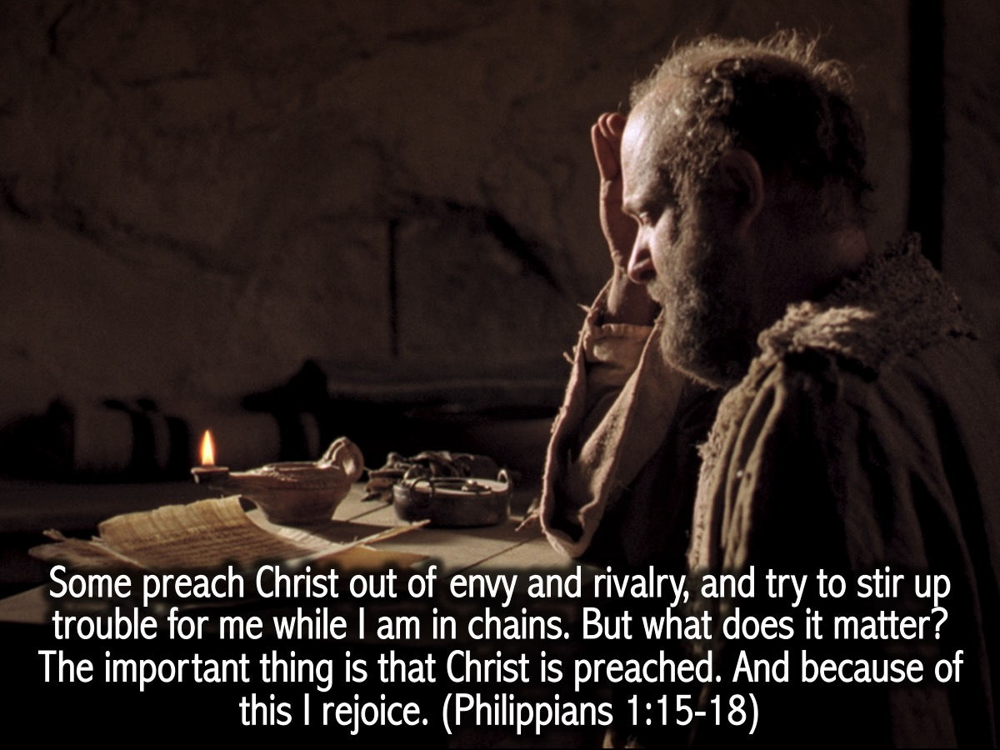 Some preach Christ out of envy and rivalry, and try to stir up
trouble for me while I am in chains. But what does it matter?
The important thing is that Christ is preached. And because of
this I rejoice. (Philippians 1:15-18)